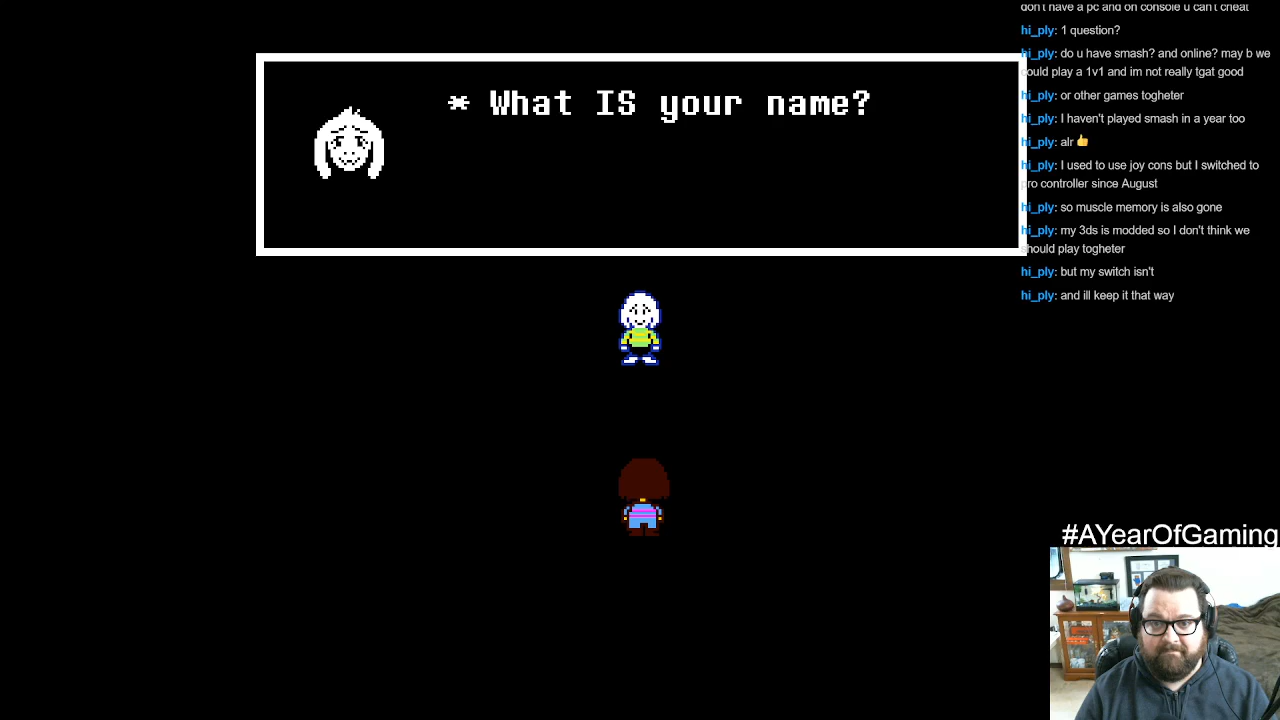 * What IS your name?
don't have a pc and on console u can't cheat
hi_ply: 1 question?
hi_ply: do u have smash? and online? may b we
could play a 1v1 and im not really tgat good
hi_ply: or other games togheter
hi_ply: I haven't played smash in a year too
hi_ply: alr 👍
hi_ply: I used to use joy cons but I switched to
pro controller since August
hi_ply: so muscle memory is also gone
hi_ply: my 3ds is modded so I don't think we
should play togheter
hi_ply: but my switch isn't
hi_ply: and ill keep it that way
#AYearOfGaming